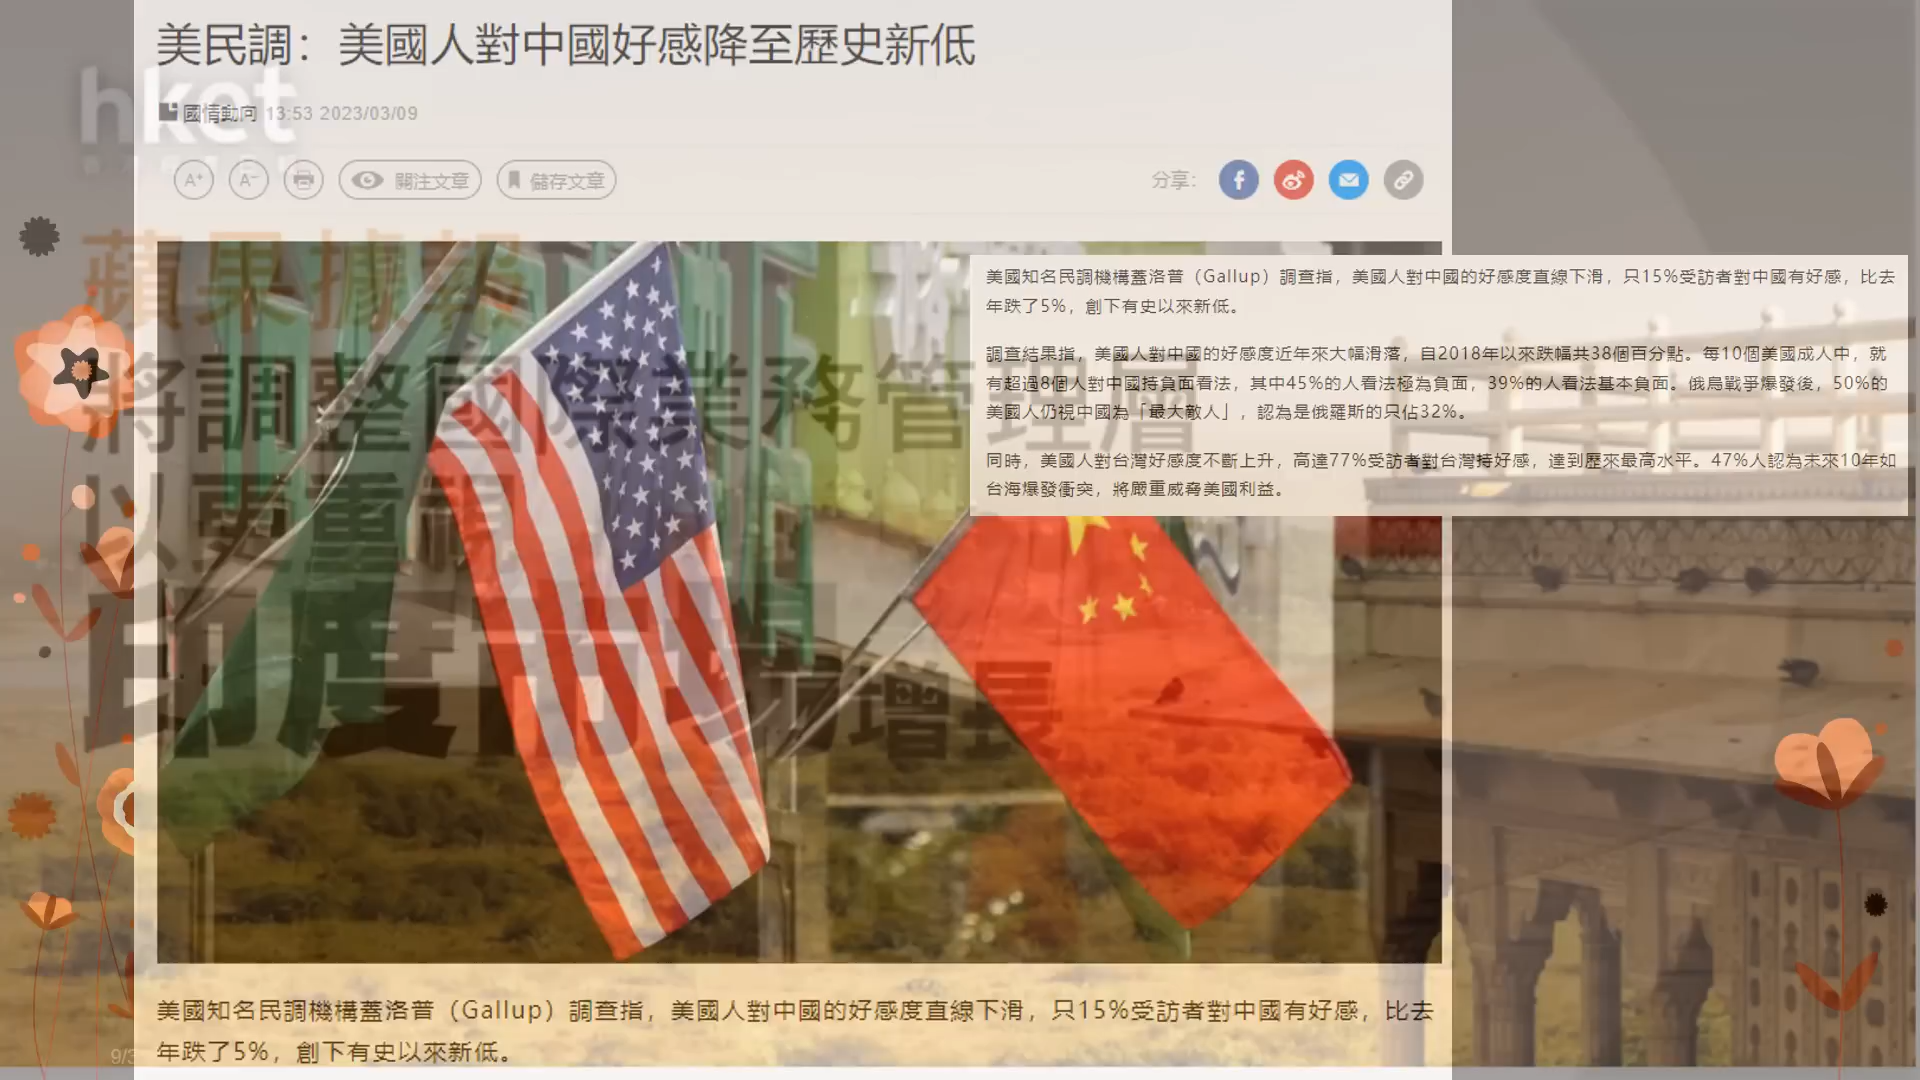 美民調：美國人對中國好感降至歷史新低
hket
國情動向 13:53 2023/03/09
A+ A- 關注文章 儲存文章 分享：
蘋果據報
將調整國際業務管理層
以更重視
印度市場增長
美國知名民調機構蓋洛普（Gallup）調查指，美國人對中國的好感度直線下滑，只15%受訪者對中國有好感，比去
年跌了5%，創下有史以來新低。
調查結果指，美國人對中國的好感度近年來大幅滑落，自2018年以來跌幅共38個百分點。每10個美國成人中，就
有超過8個人對中國持負面看法，其中45%的人看法極為負面，39%的人看法基本負面。俄烏戰爭爆發後，50%的
美國人仍視中國為「最大敵人」，認為是俄羅斯的只佔32%。
同時，美國人對台灣好感度不斷上升，高達77%受訪者對台灣持好感，達到歷來最高水平。47%人認為未來10年如
台海爆發衝突，將嚴重威脅美國利益。
美國知名民調機構蓋洛普（Gallup）調查指，美國人對中國的好感度直線下滑，只15%受訪者對中國有好感，比去
年跌了5%，創下有史以來新低。